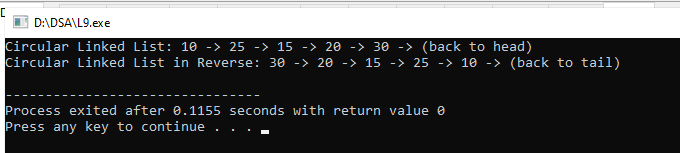 D:\DSA\L9.exe
Circular Linked List: 10 -> 25 -> 15 -> 20 -> 30 -> (back to head)
Circular Linked List in Reverse: 30 -> 20 -> 15 -> 25 -> 10 -> (back to tail)
--------------------------------
Process exited after 0.1155 seconds with return value 0
Press any key to continue . . .